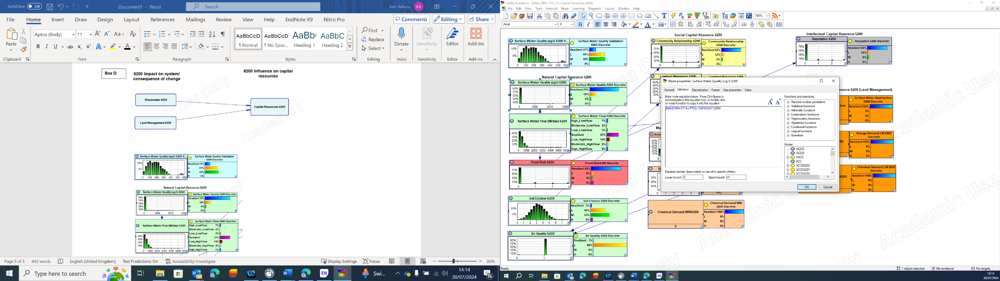 AutoSave Off
Document1 - Word
Search
Kerr Adams KA
File Home Insert Draw Design Layout References Mailings Review View Help EndNote X9 Nitro Pro
Comments Editing Share
Paste
Aptos (Body) 11
AaBbCcD AaBbCcD AaBb( AaBbC
¶ Normal ¶ No Spac... Heading 1 Heading 2
Find
Replace
Select
Dictate Sensitivity Editor Add-ins
Clipboard Font Paragraph Styles Editing Voice Sensitivity Editor Add-ins
Box D
6200 Impact on system/
consequence of change
6200 Influence on capital
resources
Wastewater 6200
Capital Resources 6200
Land Management 6200
Surface Water Quality (ug/l) 6200 V...
Surface Water Quality Validation
6200 Discrete
Resilient 17%
L 41%
M 42%
H 0%
Natural Capital Resource 6200
Surface Water Quality (ug/l) 6200
Surface Water Quality 6200 Discrete
Resilient 79%
L 18%
M 4%
H 0%
Surface Water Flow (Ml/day) 6200
Surface Water Flow 6200 Discrete
High_LowFlow 7%
Moderate_LowFlow 2%
Low_LowFlow 5%
Resilient 57%
Low_HighFlow 14%
Moderate_HighFlow 8%
High_HighFlow 6%
Page 5 of 5 493 words English (United Kingdom) Text Predictions: On Accessibility: Investigate
Display Settings Focus 80%
Type here to search
Swi...
14:14
30/07/2024
16
GeNIe Academic - [Eden_BBN_CH3_V5: Capital Resources 6200]
File Edit View Tools Network Node Learning Diagnosis Layout Window Help
100%
Arial 9
Surface Water Quality (ug/l) 6200 V...
Surface Water Quality Validation
6200 Discrete
Resilient 17%
L 41%
M 42%
H 0%
Social Capital Resource 6200
Community Relationship 6200
Community Relationship
6200 Discrete
Resilient 82%
L 12%
M 6%
H 0%
Intellectual Capital Resource 6200
Reputation 6200
Repuation 6200 Discrete
Resilient 82%
L 12%
M 6%
H 0%
Natural Capital Resource 6200
Surface Water Quality (ug/l) 6200
Surface Water Quality 6200 Discrete
Resilient 79%
L 18%
M 4%
H 0%
Lowland Managers 6200
Surface Water Flow (Ml/day) 6200
Surface Water Flow 6200 Discrete
High_LowFlow 7%
Moderate_LowFlow 2%
Low_LowFlow 5%
Resilient 57%
Low_HighFlow 14%
Moderate_HighFlow 8%
High_HighFlow 6%
Flood Risk 6200
Flood Risk6200 Discrete
Resilient 82%
L 8%
M 4%
H 6%
Soil Erosion 6200
Soil Erosion 6200 Discrete
Resilient 3%
L 40%
M 52%
H 6%
Air Quality 6200
Air Quality 6200 Discrete
Resilient 1%
L 99%
M 0%
H 0%
Node properties: Surface Water Quality (ug/l) 6200
General Definition Discretization Format User properties Value
Enter node equation below. Press Ctrl+Space to
autocomplete in the equation box, or double-click
on node/function to copy it into the equation.
SWQ6200=(Pik+TPD)/SWF6200*1000
Functions and operators:
Random number generators
Statistical functions
Arithmetic functions
Combinatoric functions
Trigonometric functions
Hyperbolic functions
Conditional functions
Logical functions
Operators
Nodes:
A6202
A6205
AACD
ACC
ACC6200D
ACCD6201
ACCD6202
Equation domain (leave blank or use inf to specify infinity):
Lower bound: 0 Upper bound: inf
OK Cancel
source 6200 (Land Management)
Surface Water Abstraction
6200 Discrete
Resilient 100%
L 0%
M 0%
H 0%
Energy Demand LM 6200
Discrete
Resilient 100%
L 0%
M 0%
H 0%
Chemical Demand LM 6200
Discrete
Resilient 100%
L 0%
M 0%
H 0%
Chemical Demand WW6200
0
Chemical Demand WW
6200 Discrete
Resilient 100%
L 0%
M 0%
H 0%
Academic Use Only
Ready
1 object selected No evidence No targets
14:14
30/07/2024